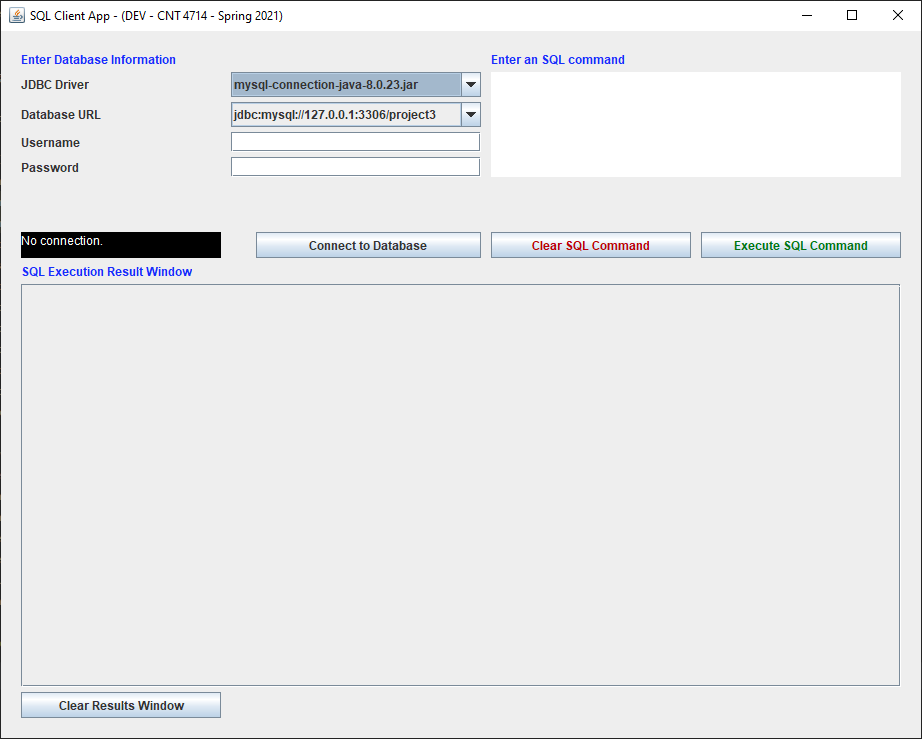 SQL Client App - (DEV - CNT 4714 - Spring 2021)
Enter Database Information
Enter an SQL command
JDBC Driver
mysql-connection-java-8.0.23.jar
Database URL
jdbc:mysql://127.0.0.1:3306/project3
Username
Password
No connection.
Connect to Database
Clear SQL Command
Execute SQL Command
SQL Execution Result Window
Clear Results Window